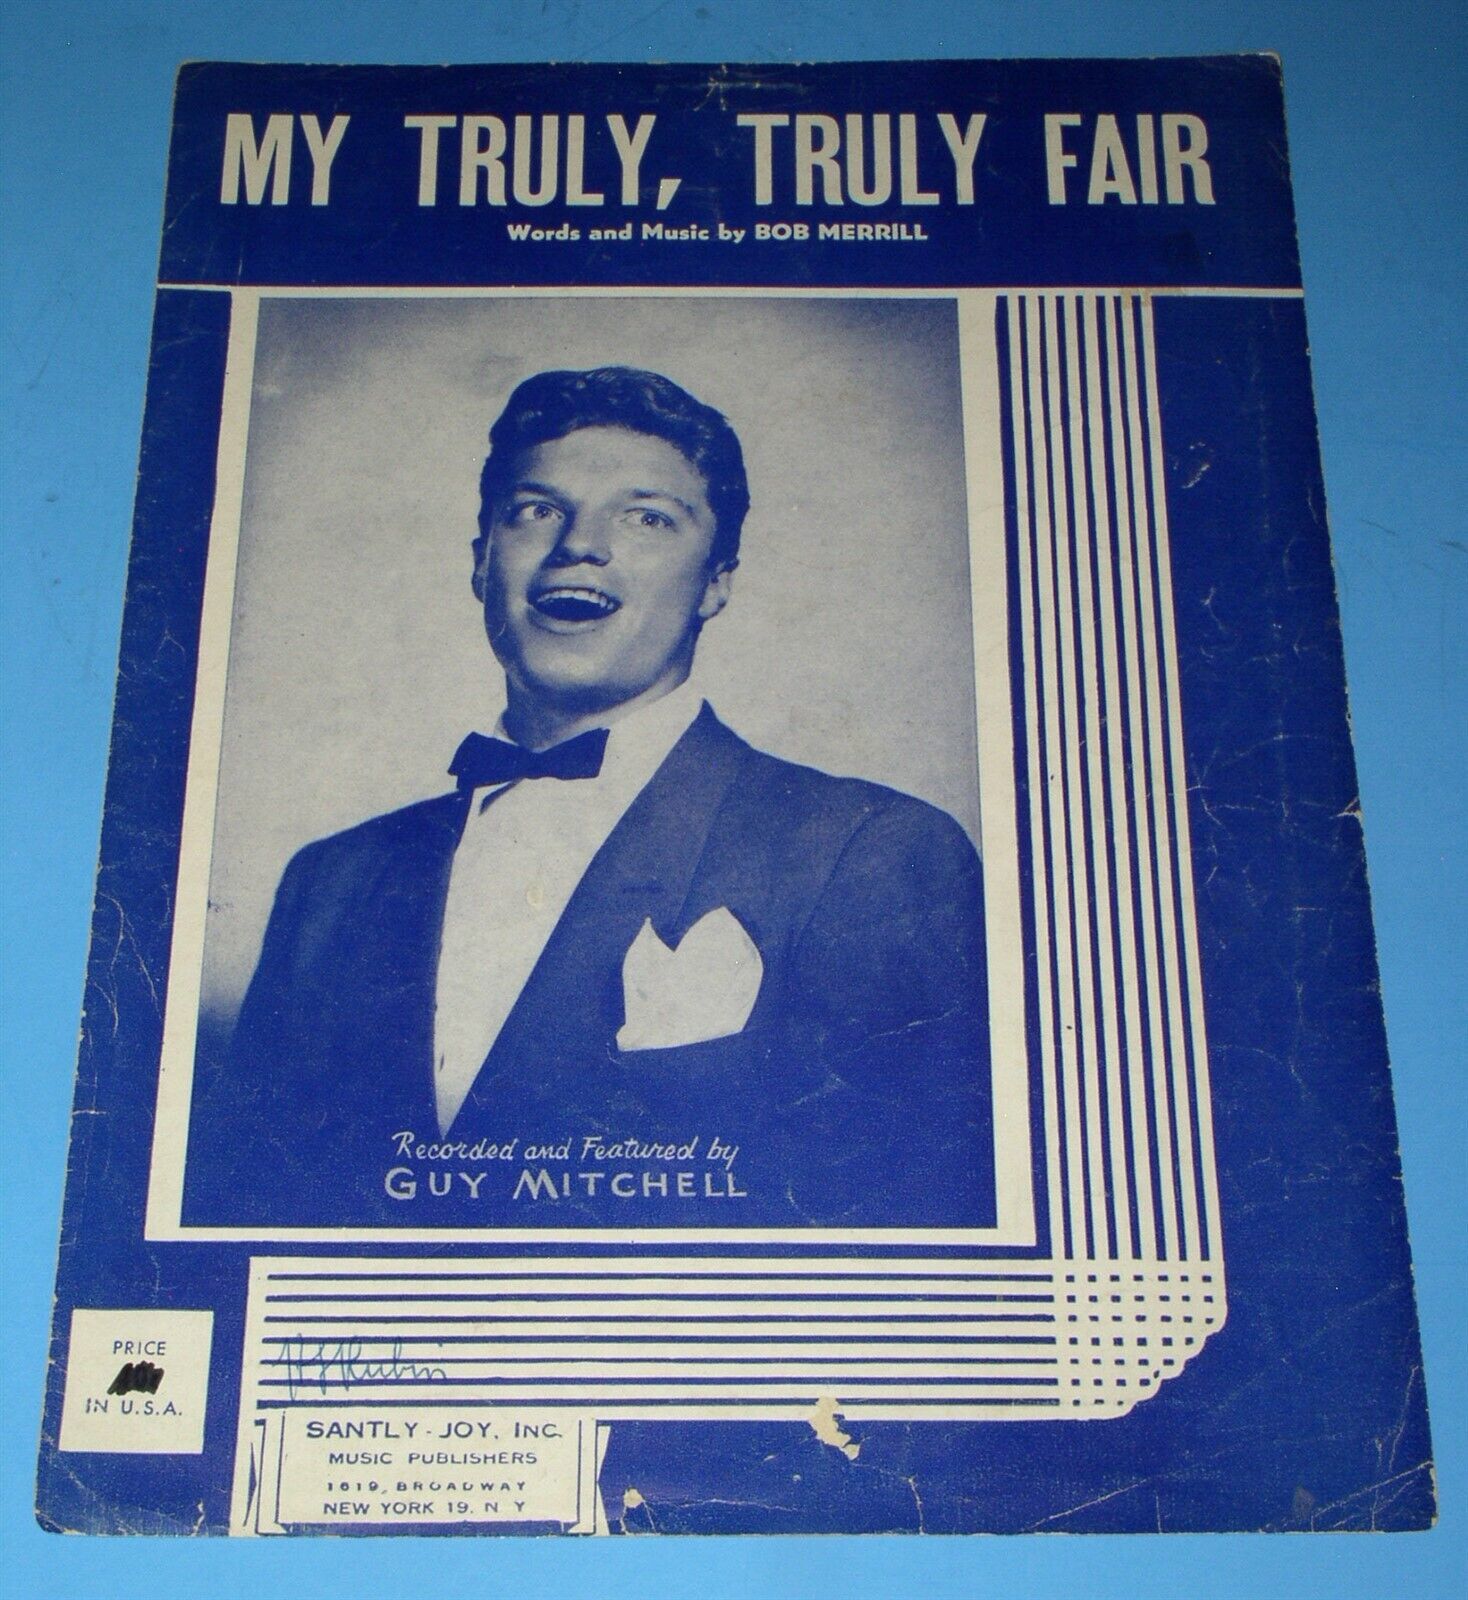 MY TRULY, TRULY FAIR
Words and Music by BOB MERRILL
Recorded and Featured by
GUY MITCHELL
PRICE
IN U.S.A.
SANTLY - JOY, INC.
MUSIC PUBLISHERS
1619, BROADWAY
NEW YORK 19. N Y